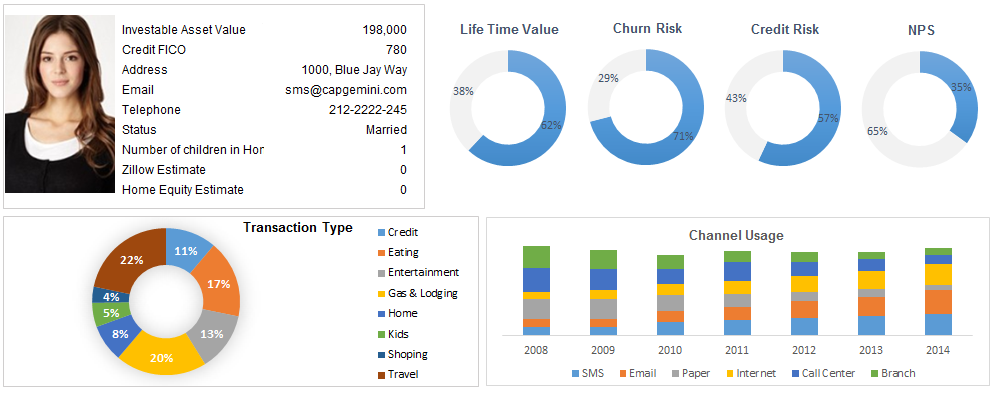 Investable Asset Value 198,000
Credit FICO 780
Address 1000, Blue Jay Way
Email sms@capgemini.com
Telephone 212-2222-245
Status Married
Number of children in Hor 1
Zillow Estimate 0
Home Equity Estimate 0
Life Time Value
38%
62%
Churn Risk
29%
71%
Credit Risk
43%
57%
NPS
35%
65%
Transaction Type
11%
17%
13%
20%
8%
5%
4%
22%
Credit
Eating
Entertainment
Gas & Lodging
Home
Kids
Shoping
Travel
Channel Usage
2008 2009 2010 2011 2012 2013 2014
SMS Email Paper Internet Call Center Branch